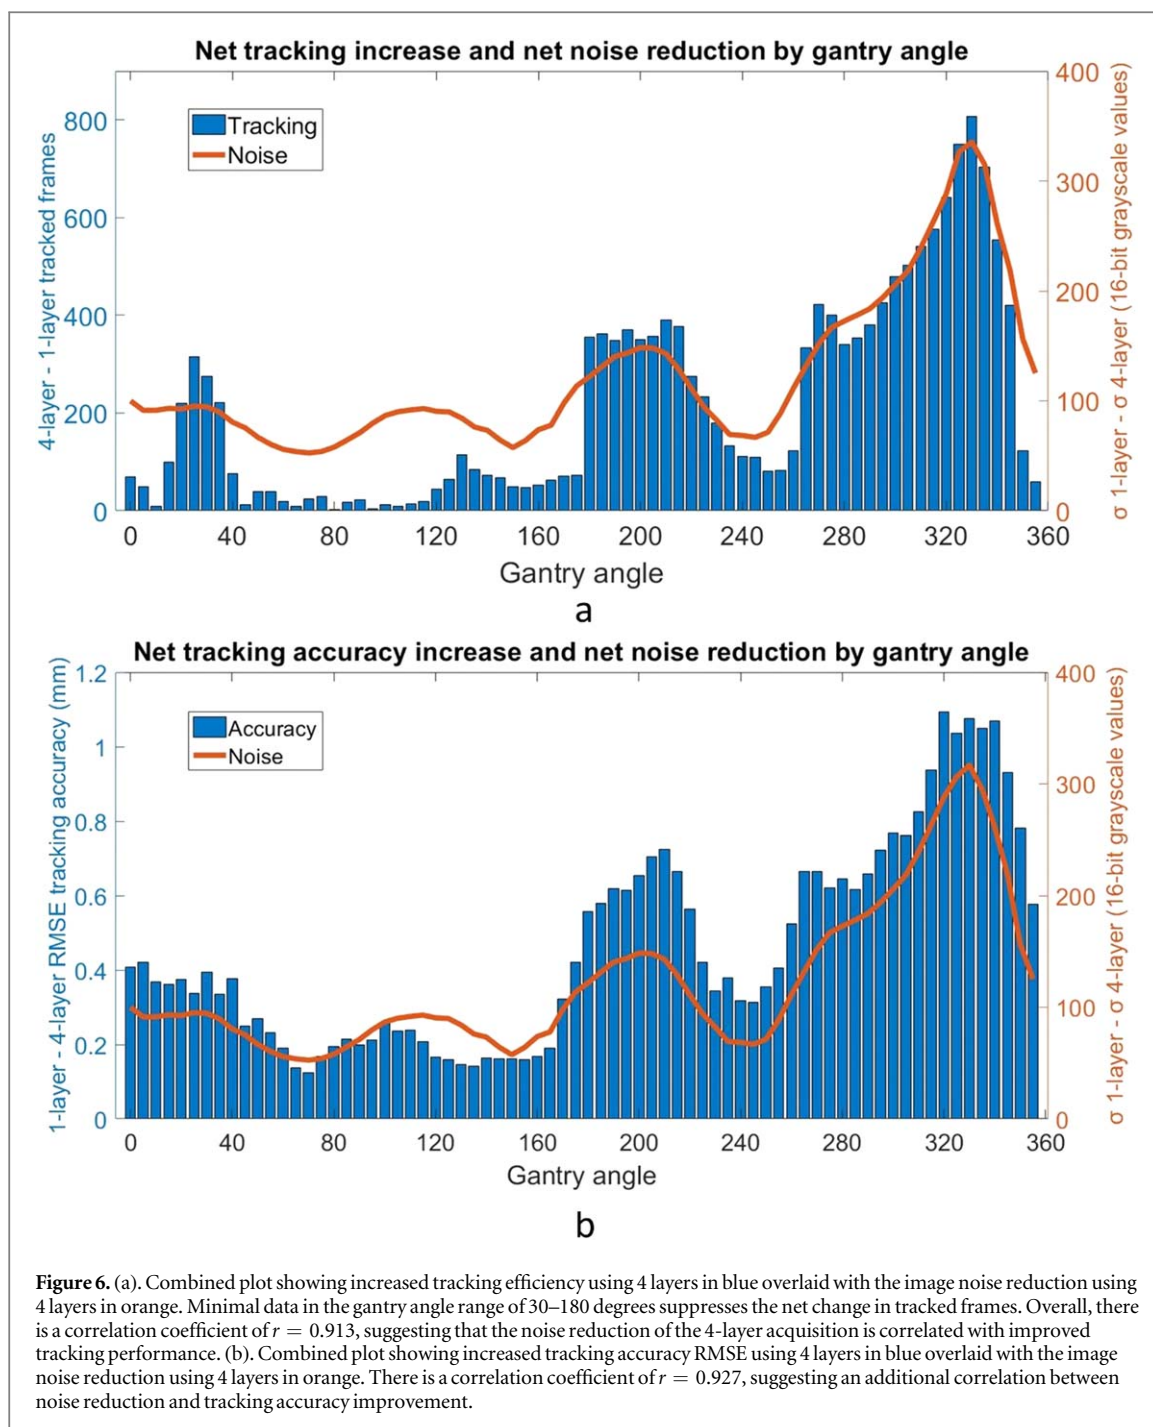 Net tracking increase and net noise reduction by gantry angle
Tracking
Noise
4-layer - 1-layer tracked frames
800
600
400
200
0
σ 1-layer - σ 4-layer (16-bit grayscale values)
400
300
200
100
0
0 40 80 120 160 200 240 280 320 360
Gantry angle
a
Net tracking accuracy increase and net noise reduction by gantry angle
Accuracy
Noise
1-layer - 4-layer RMSE tracking accuracy (mm)
1.2
1
0.8
0.6
0.4
0.2
0
σ 1-layer - σ 4-layer (16-bit grayscale values)
400
300
200
100
0
0 40 80 120 160 200 240 280 320 360
Gantry angle
b
Figure 6. (a). Combined plot showing increased tracking efficiency using 4 layers in blue overlaid with the image noise reduction using
4 layers in orange. Minimal data in the gantry angle range of 30–180 degrees suppresses the net change in tracked frames. Overall, there
is a correlation coefficient of r = 0.913, suggesting that the noise reduction of the 4-layer acquisition is correlated with improved
tracking performance. (b). Combined plot showing increased tracking accuracy RMSE using 4 layers in blue overlaid with the image
noise reduction using 4 layers in orange. There is a correlation coefficient of r = 0.927, suggesting an additional correlation between
noise reduction and tracking accuracy improvement.